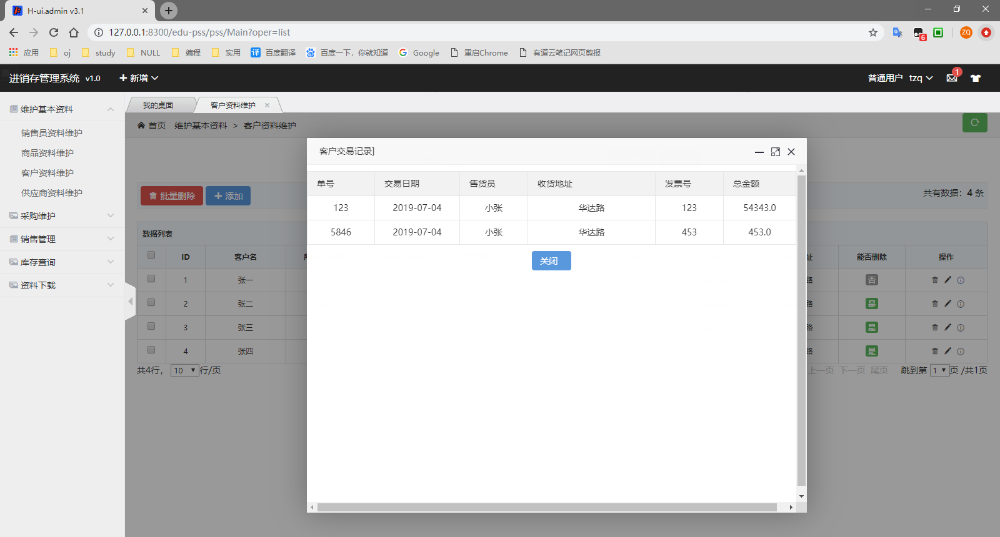 H-ui.admin v3.1
127.0.0.1:8300/edu-pss/pss/Main?oper=list
ZQ
6
应用 oj study NULL 编程 实用 译 百度翻译 百度一下，你就知道 Google 重启Chrome 有道云笔记网页剪报
进销存管理系统 v1.0 新增 普通用户 tzq 1
维护基本资料
销售员资料维护
商品资料维护
客户资料维护
供应商资料维护
采购维护
销售管理
库存查询
资料下载
我的桌面 客户资料维护
首页 维护基本资料 > 客户资料维护
批量删除 添加 共有数据：4 条
数据列表
ID 客户名 址 能否删除 操作
1 张一 路 否
2 张二 路 是
3 张三 路 是
4 张四 路 是
共4行， 10 行/页 上一页 下一页 尾页 跳到第 1 页 /共1页
客户交易记录]
单号 交易日期 售货员 收货地址 发票号 总金额
123 2019-07-04 小张 华达路 123 54343.0
5846 2019-07-04 小张 华达路 453 453.0
关闭